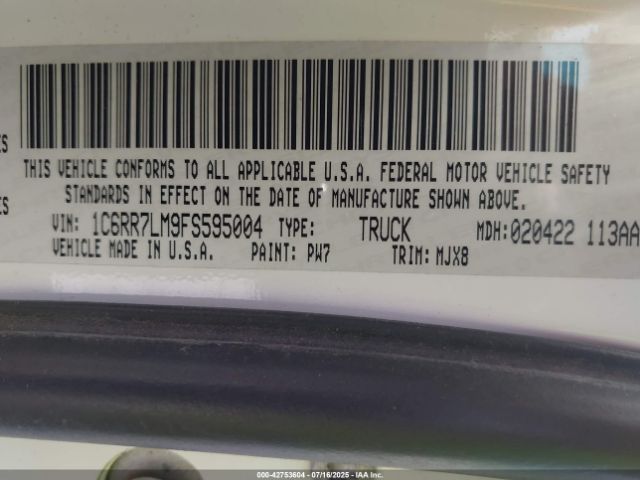 ES
THIS VEHICLE CONFORMS TO ALL APPLICABLE U.S.A. FEDERAL MOTOR VEHICLE SAFETY
STANDARDS IN EFFECT ON THE DATE OF MANUFACTURE SHOWN ABOVE.
ES
VIN: 1C6RR7LM9FS595004 TYPE: TRUCK MDH:020422 113AA
VEHICLE MADE IN U.S.A. PAINT: PW7 TRIM: MJX8
000-42753604 - 07/16/2025 - IAA Inc.